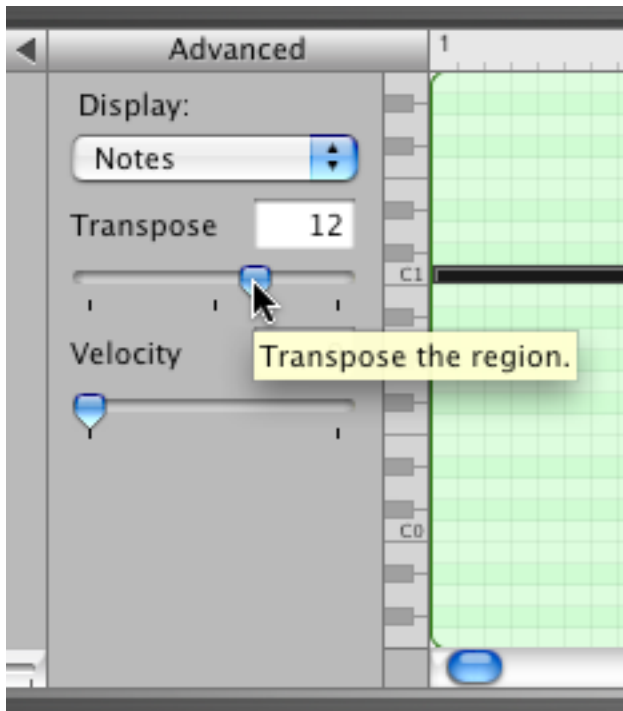 Advanced
1
Display:
Notes
Transpose 12
C1
Velocity
Transpose the region.
C0